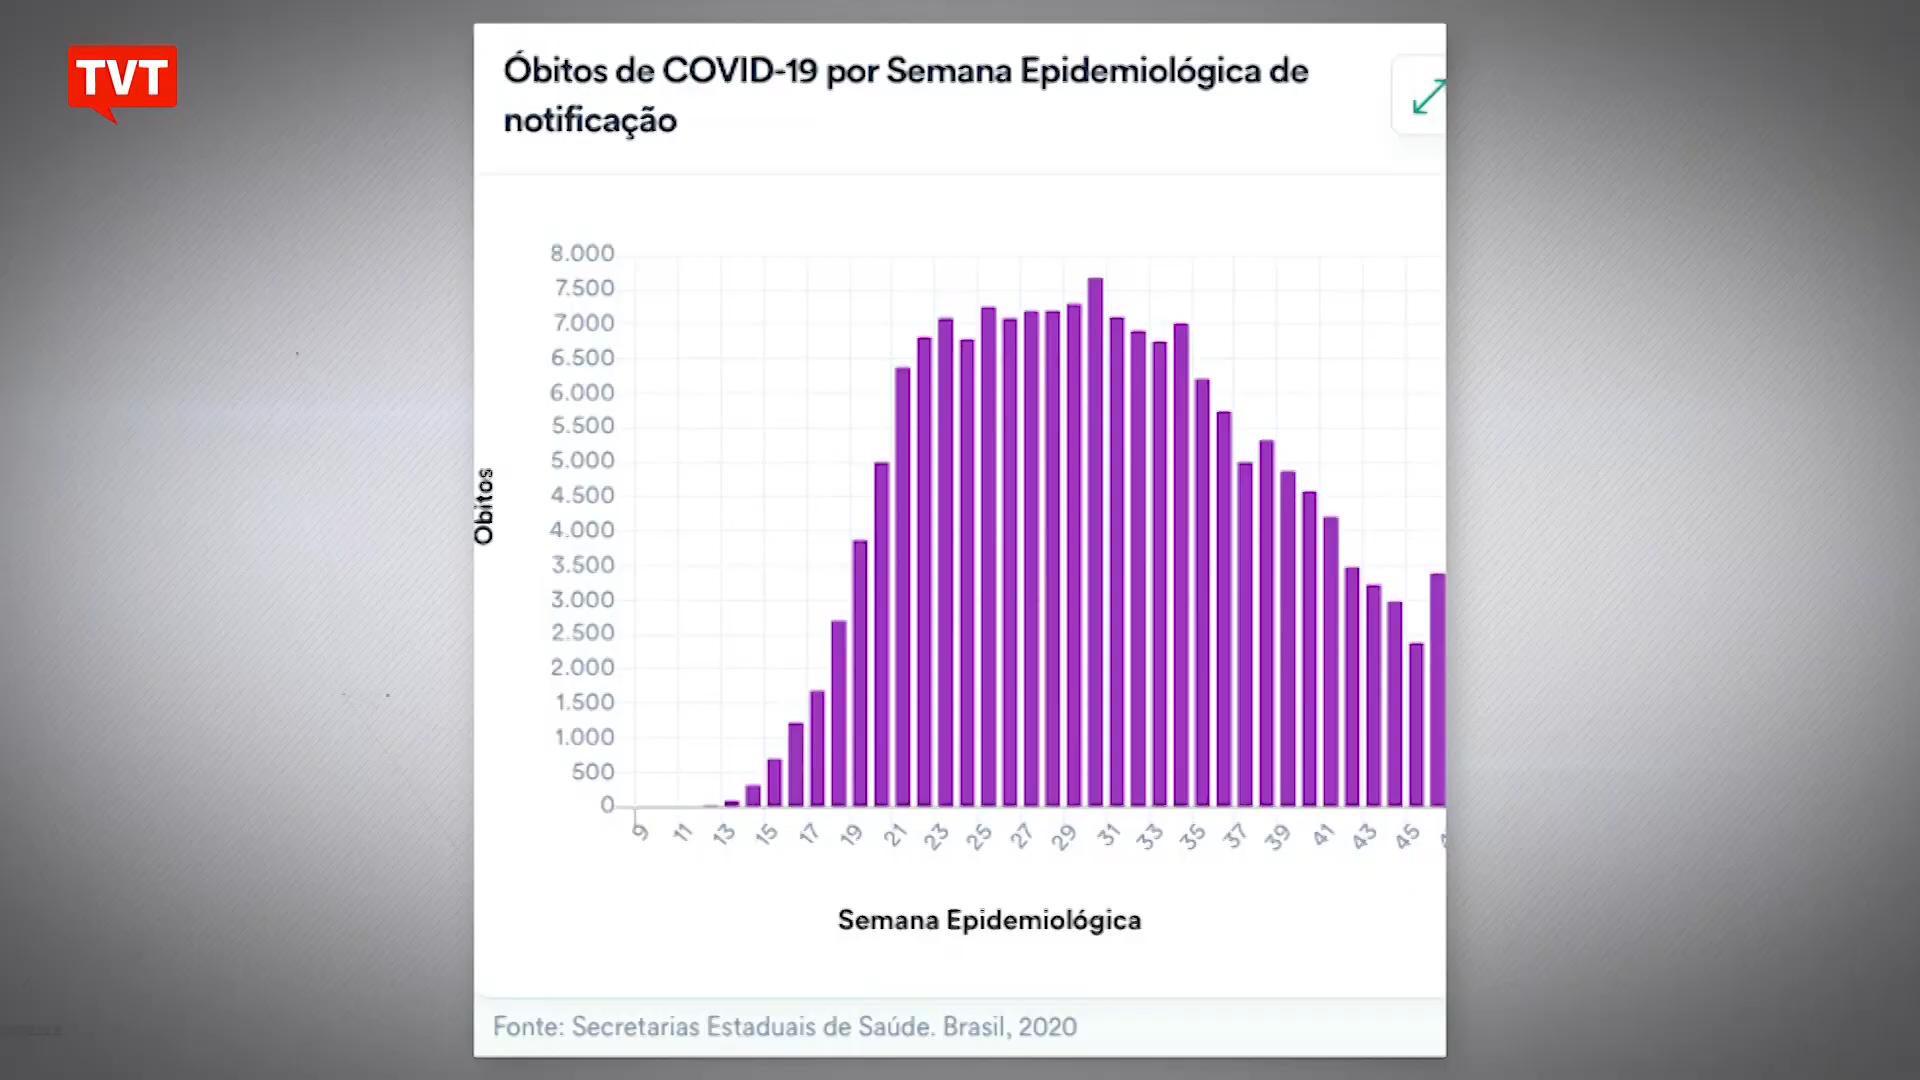 TVT
Óbitos de COVID-19 por Semana Epidemiológica de
notificação
8.000
7.500
7.000
6.500
6.000
5.500
5.000
4.500
4.000
3.500
3.000
2.500
2.000
1.500
1.000
500
0
Óbitos
9 11 13 15 17 19 21 23 25 27 29 31 33 35 37 39 41 43 45
Semana Epidemiológica
Fonte: Secretarias Estaduais de Saúde. Brasil, 2020